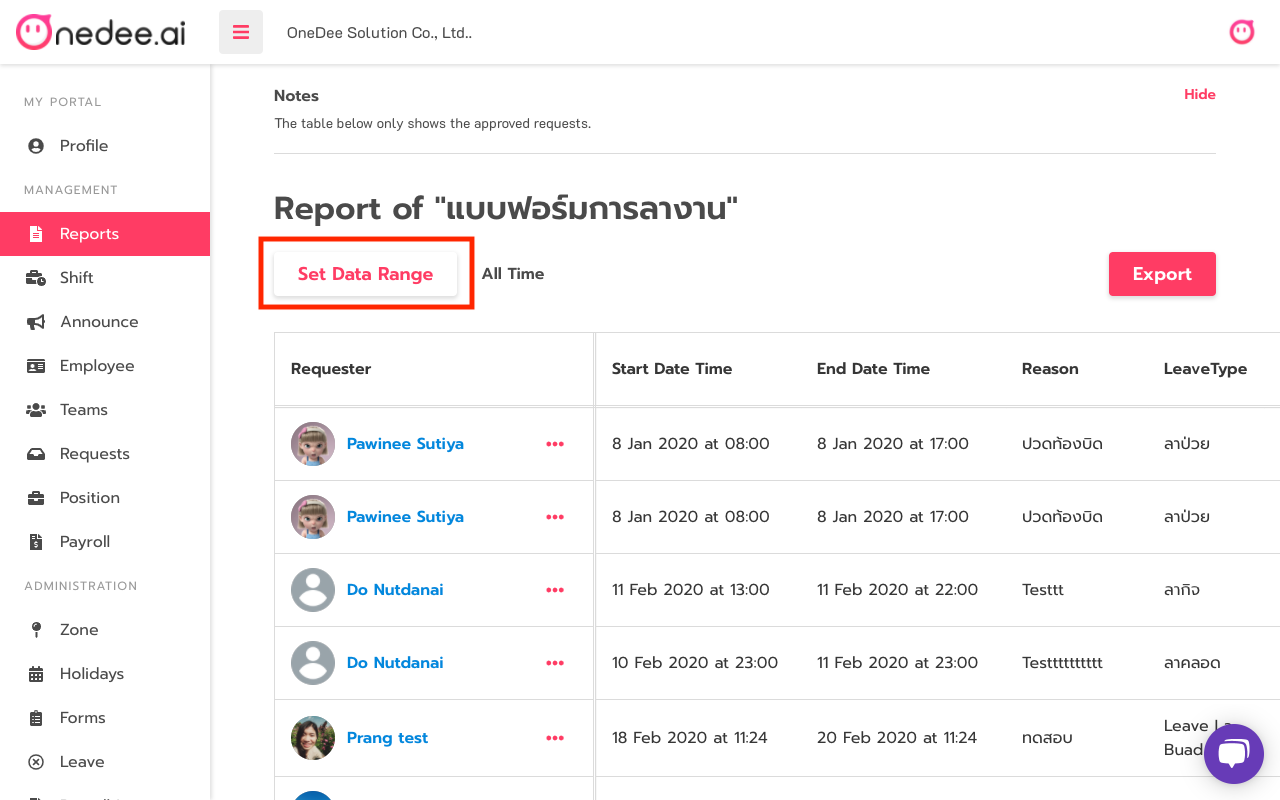 Onedee.ai
OneDee Solution Co., Ltd..
MY PORTAL
Profile
MANAGEMENT
Reports
Shift
Announce
Employee
Teams
Requests
Position
Payroll
ADMINISTRATION
Zone
Holidays
Forms
Leave
Notes
Hide
The table below only shows the approved requests.
Report of "แบบฟอร์มการลางาน"
Set Data Range
All Time
Export
Requester Start Date Time End Date Time Reason LeaveType
Pawinee Sutiya 8 Jan 2020 at 08:00 8 Jan 2020 at 17:00 ปวดท้องบิด ลาป่วย
Pawinee Sutiya 8 Jan 2020 at 08:00 8 Jan 2020 at 17:00 ปวดท้องบิด ลาป่วย
Do Nutdanai 11 Feb 2020 at 13:00 11 Feb 2020 at 22:00 Testtt ลากิจ
Do Nutdanai 10 Feb 2020 at 23:00 11 Feb 2020 at 23:00 Testttttttttt ลาคลอด
Prang test 18 Feb 2020 at 11:24 20 Feb 2020 at 11:24 ทดสอบ Leave La
Buad